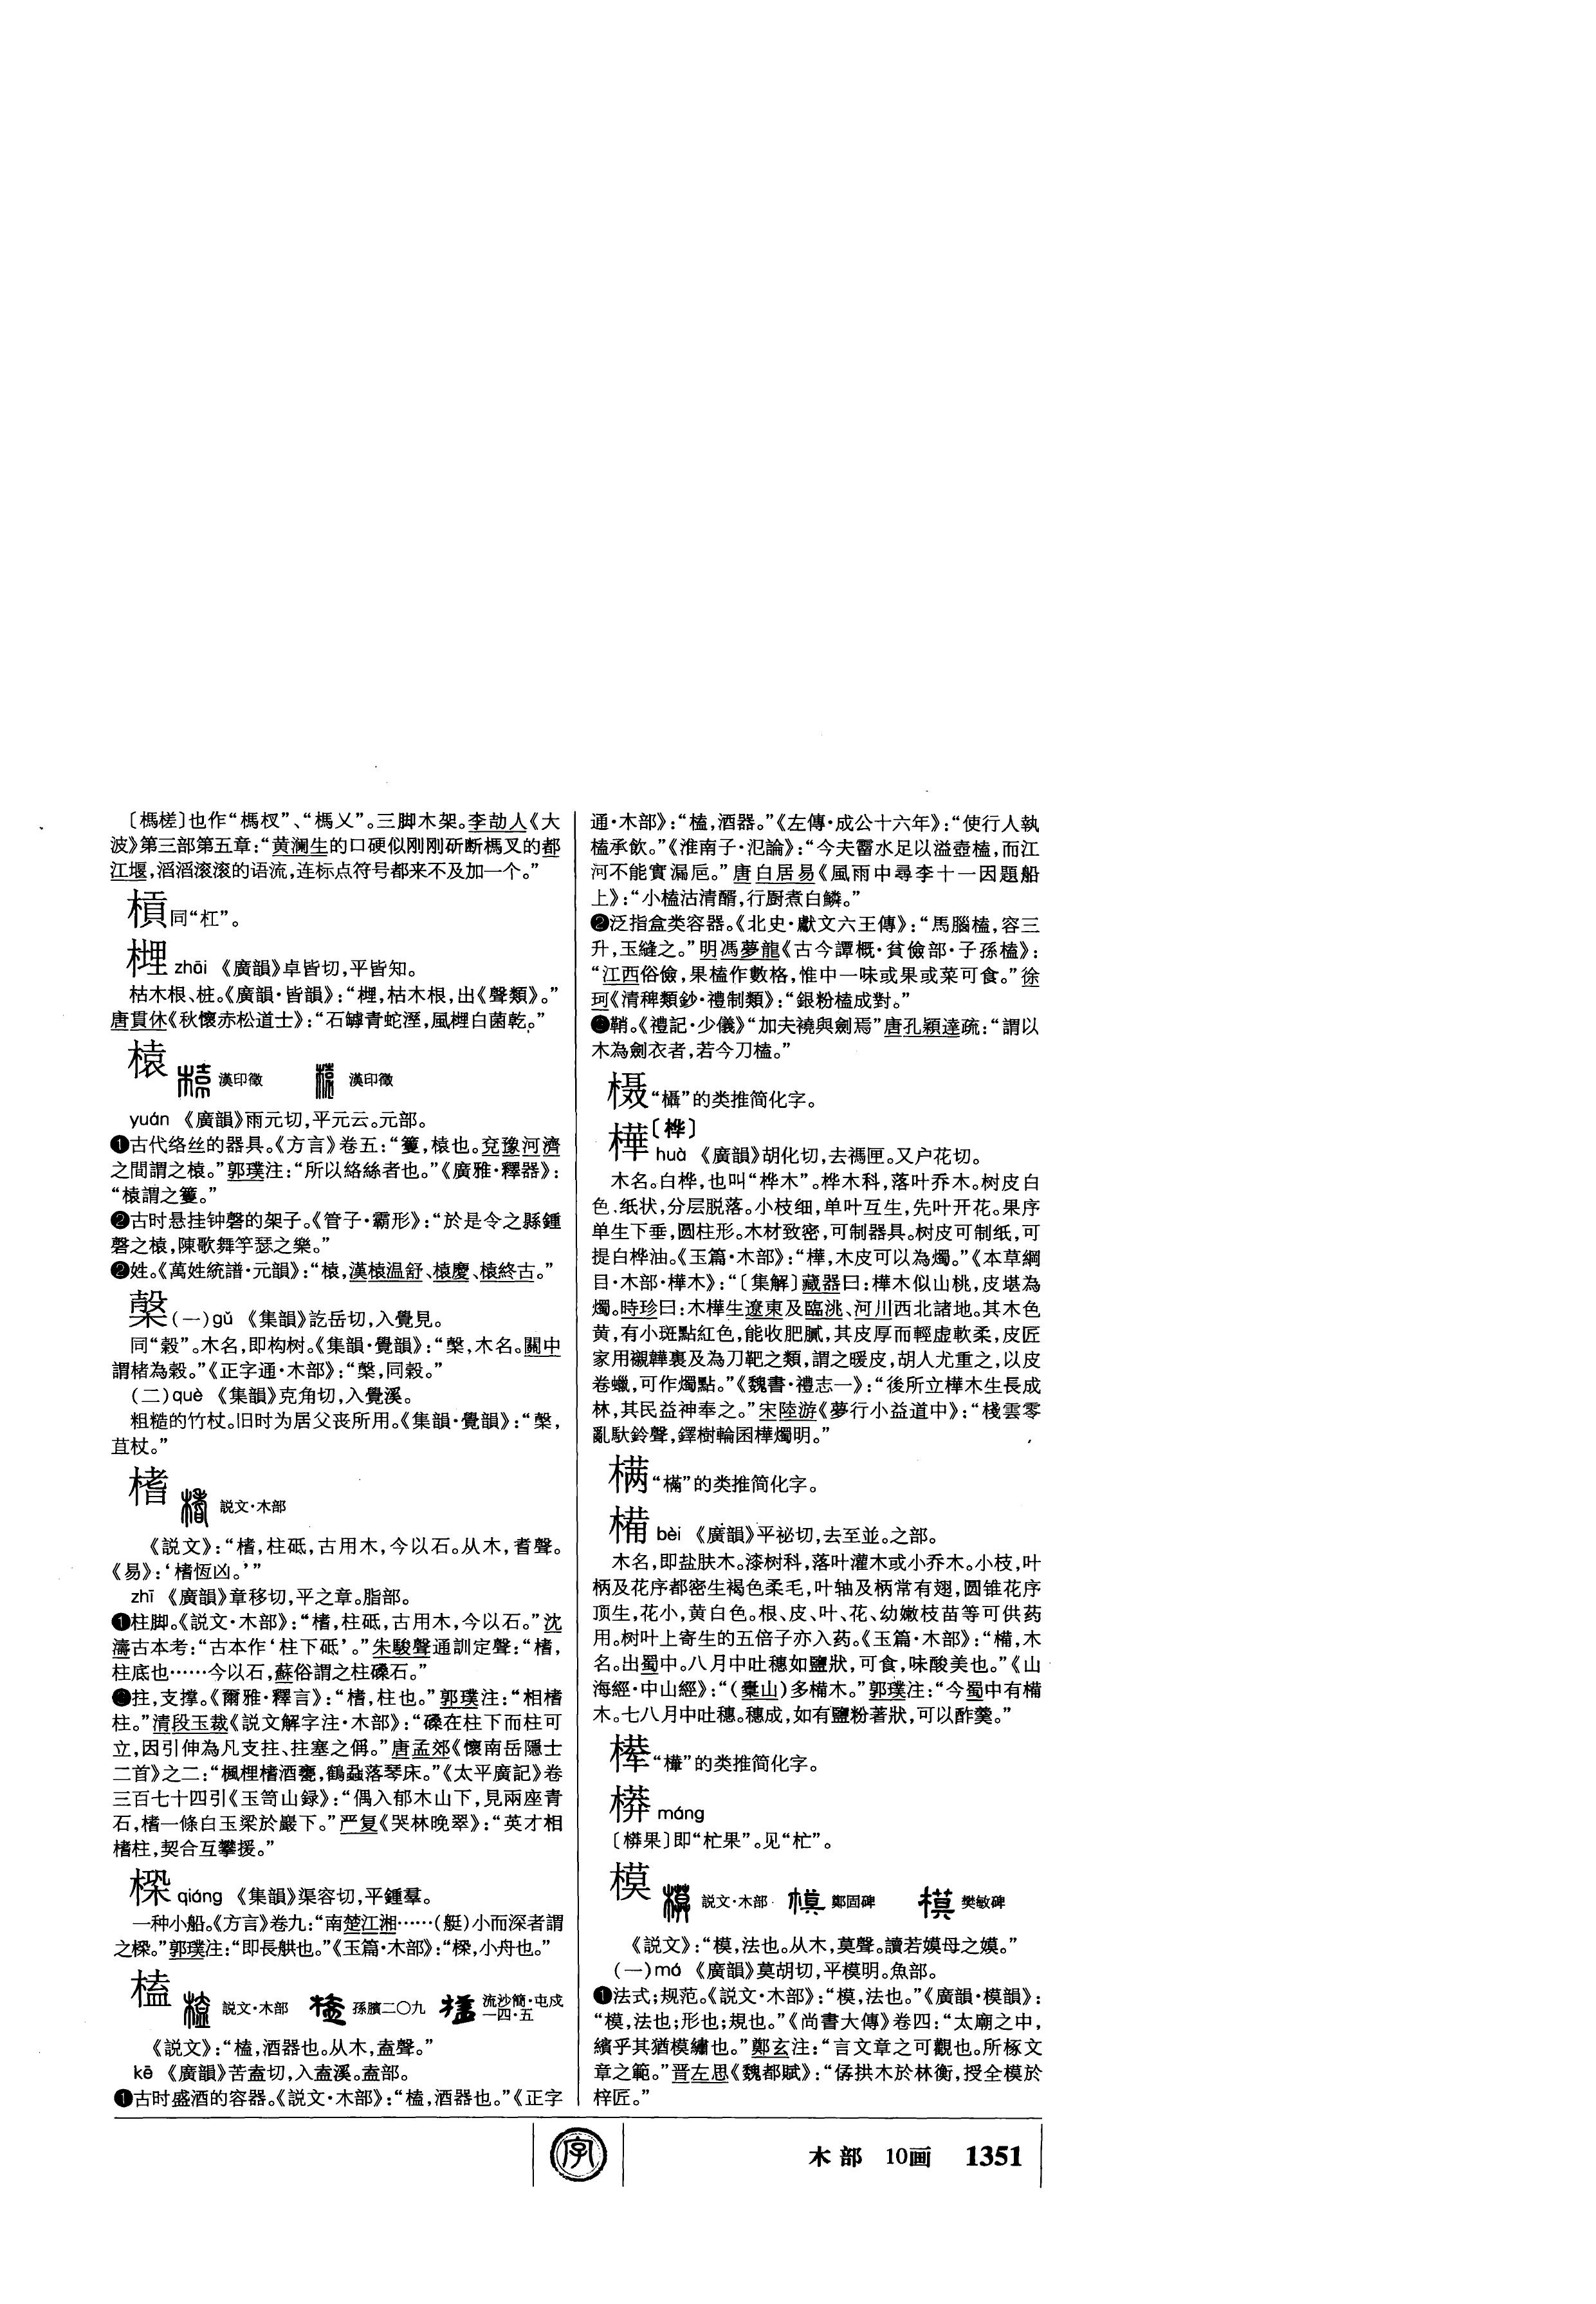 〔榪槎〕也作“榪杈”、“榪乂”。三脚木架。李劼人《大
波》第三部第五章：“黄澜生的口硬似刚刚斫断榪叉的都
江堰，滔滔滚滚的语流，连标点符号都来不及加一个。”
槓同“杠”。
zhāi 《廣韻》卓皆切，平皆知。
枯木根、桩。《廣韻·皆韻》：“梩，枯木根，出《聲類》。”
唐貫休《秋懷赤松道士》：“石罅青蛇溼，風梩白菌乾。”
榬 漢印徵 漢印徵
yuán 《廣韻》雨元切，平元云。元部。
❶古代络丝的器具。《方言》卷五：“籰，榬也。兗豫河濟
之間謂之榬。”郭璞注：“所以絡絲者也。”《廣雅·釋器》：
“榬謂之籰。”
❷古时悬挂钟磬的架子。《管子·霸形》：“於是令之縣鍾
磬之榬，陳歌舞竽瑟之樂。”
❷姓。《萬姓統譜·元韻》：“榬，漢榬温舒、榬慶、榬終古。”
(一)gǔ 《集韻》訖岳切，入覺見。
同“榖”。木名，即构树。《集韻·覺韻》：“㮡，木名。關中
謂楮為榖。”《正字通·木部》：“㮡，同榖。”
(二)què 《集韻》克角切，入覺溪。
粗糙的竹杖。旧时为居父丧所用。《集韻·覺韻》：“㮡，
苴杖。”
榰 説文·木部
《説文》：“榰，柱砥，古用木，今以石。从木，耆聲。
《易》：‘榰恆凶。’”
zhī 《廣韻》章移切，平之章。脂部。
❶柱脚。《説文·木部》：“榰，柱砥，古用木，今以石。”沈
濤古本考：“古本作‘柱下砥’。”朱駿聲通訓定聲：“榰，
柱底也……今以石，蘇俗謂之柱磉石。”
❷拄，支撑。《爾雅·釋言》：“榰，柱也。”郭璞注：“相榰
柱。”清段玉裁《説文解字注·木部》：“磉在柱下而柱可
立，因引伸為凡支拄、拄塞之偁。”唐孟郊《懷南岳隱士
二首》之二：“楓梩榰酒甕，鶴蝨落琴床。”《太平廣記》卷
三百七十四引《玉笥山録》：“偶入郁木山下，見兩座青
石，榰一條白玉梁於巖下。”严复《哭林晚翠》：“英才相
榰柱，契合互攀援。”
qióng 《集韻》渠容切，平鍾羣。
一种小船。《方言》卷九：“南楚江湘……（艇）小而深者謂
之㮪。”郭璞注：“即長舼也。”《玉篇·木部》：“㮪，小舟也。”
榼 説文·木部 孫臏二〇九 流沙簡·屯戍一四·五
《説文》：“榼，酒器也。从木，盍聲。”
kē 《廣韻》苦盍切，入盍溪。盍部。
❶古时盛酒的容器。《説文·木部》：“榼，酒器也。”《正字
通·木部》：“榼，酒器。”《左傳·成公十六年》：“使行人執
榼承飲。”《淮南子·氾論》：“今夫霤水足以溢壺榼，而江
河不能實漏卮。”唐白居易《風雨中尋李十一因題船
上》：“小榼沽清醑，行厨煮白鱗。”
❷泛指盒类容器。《北史·獻文六王傳》：“馬腦榼，容三
升，玉縫之。”明馮夢龍《古今譚概·貧儉部·子孫榼》：
“江西俗儉，果榼作數格，惟中一味或果或菜可食。”徐
珂《清稗類鈔·禮制類》：“銀粉榼成對。”
❸鞘。《禮記·少儀》“加夫襓與劍焉”唐孔穎達疏：“謂以
木為劍衣者，若今刀榼。”
“欇”的类推简化字。
樺〔桦〕
huà 《廣韻》胡化切，去禡匣。又户花切。
木名。白桦，也叫“桦木”。桦木科，落叶乔木。树皮白
色、纸状，分层脱落。小枝细，单叶互生，先叶开花。果序
单生下垂，圆柱形。木材致密，可制器具。树皮可制纸，可
提白桦油。《玉篇·木部》：“樺，木皮可以為燭。”《本草綱
目·木部·樺木》：“〔集解〕藏器曰：樺木似山桃，皮堪為
燭。時珍曰：木樺生遼東及臨洮、河川西北諸地。其木色
黄，有小斑點紅色，能收肥膩，其皮厚而輕虚軟柔，皮匠
家用襯鞾裏及為刀靶之類，謂之暖皮，胡人尤重之，以皮
卷蠟，可作燭點。”《魏書·禮志一》：“後所立樺木生長成
林，其民益神奉之。”宋陸游《夢行小益道中》：“棧雲零
亂馱鈴聲，鐸樹輪囷樺燭明。”
“樠”的类推简化字。
bèi 《廣韻》平祕切，去至並。之部。
木名，即盐肤木。漆树科，落叶灌木或小乔木。小枝，叶
柄及花序都密生褐色柔毛，叶轴及柄常有翅，圆锥花序
顶生，花小，黄白色。根、皮、叶、花、幼嫩枝苗等可供药
用。树叶上寄生的五倍子亦入药。《玉篇·木部》：“㯁，木
名。出蜀中。八月中吐穗如鹽狀，可食，味酸美也。”《山
海經·中山經》：“（橐山）多㯁木。”郭璞注：“今蜀中有㯁
木。七八月中吐穗。穗成，如有鹽粉著狀，可以酢羹。”
的类推简化字。
máng
即“杧果”。见“杧”。
模 説文·木部 鄭固碑 樊敏碑
《説文》：“模，法也。从木，莫聲。讀若嫫母之嫫。”
(一)mó 《廣韻》莫胡切，平模明。魚部。
❶法式；规范。《説文·木部》：“模，法也。”《廣韻·模韻》：
“模，法也；形也；規也。”《尚書大傳》卷四：“太廟之中，
繽乎其猶模繡也。”鄭玄注：“言文章之可觀也。所椓文
章之範。”晋左思《魏都賦》：“僝拱木於林衡，授全模於
梓匠。”
木部 10画 1351